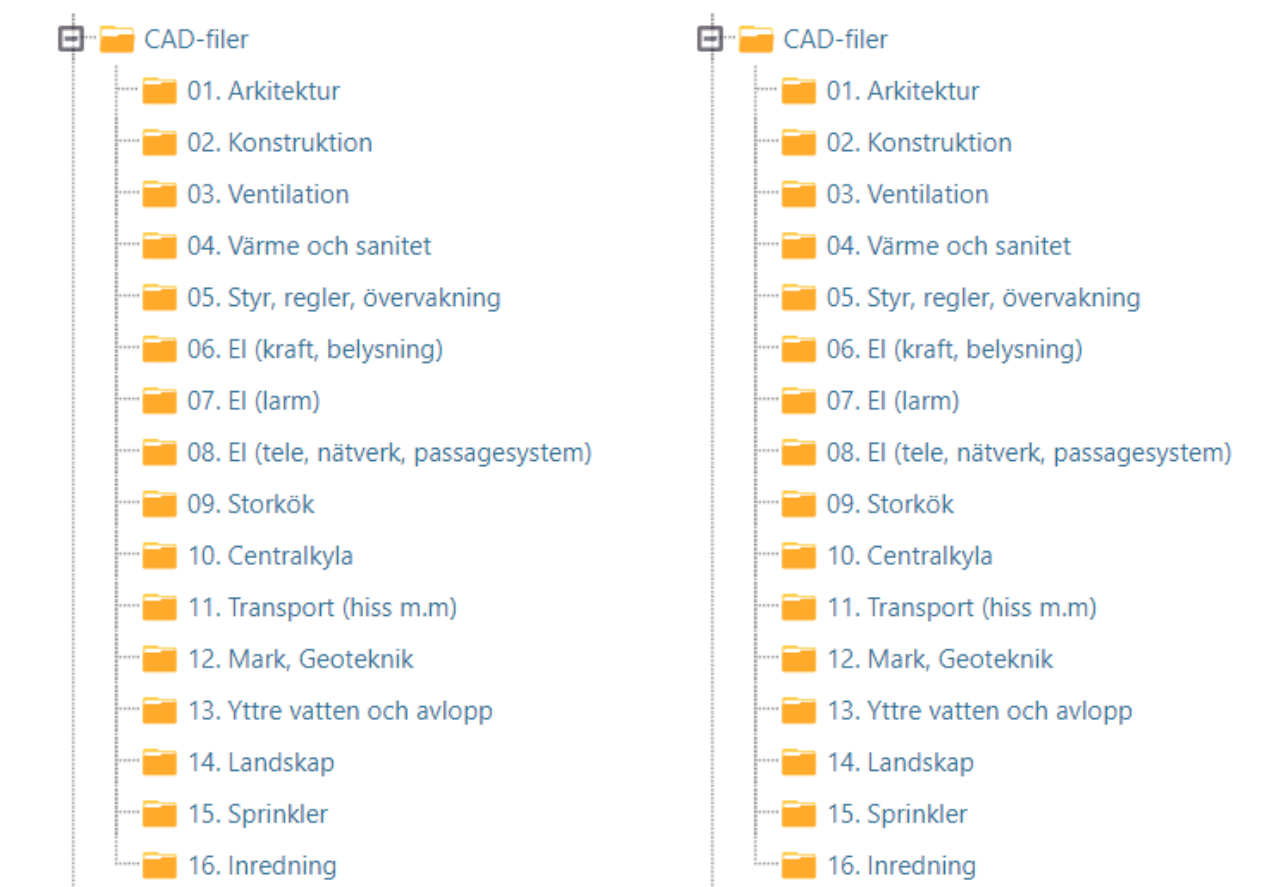 CAD-filer
01. Arkitektur
02. Konstruktion
03. Ventilation
04. Värme och sanitet
05. Styr, regler, övervakning
06. El (kraft, belysning)
07. El (larm)
08. El (tele, nätverk, passagesystem)
09. Storkök
10. Centralkyla
11. Transport (hiss m.m)
12. Mark, Geoteknik
13. Yttre vatten och avlopp
14. Landskap
15. Sprinkler
16. Inredning
CAD-filer
01. Arkitektur
02. Konstruktion
03. Ventilation
04. Värme och sanitet
05. Styr, regler, övervakning
06. El (kraft, belysning)
07. El (larm)
08. El (tele, nätverk, passagesystem)
09. Storkök
10. Centralkyla
11. Transport (hiss m.m)
12. Mark, Geoteknik
13. Yttre vatten och avlopp
14. Landskap
15. Sprinkler
16. Inredning